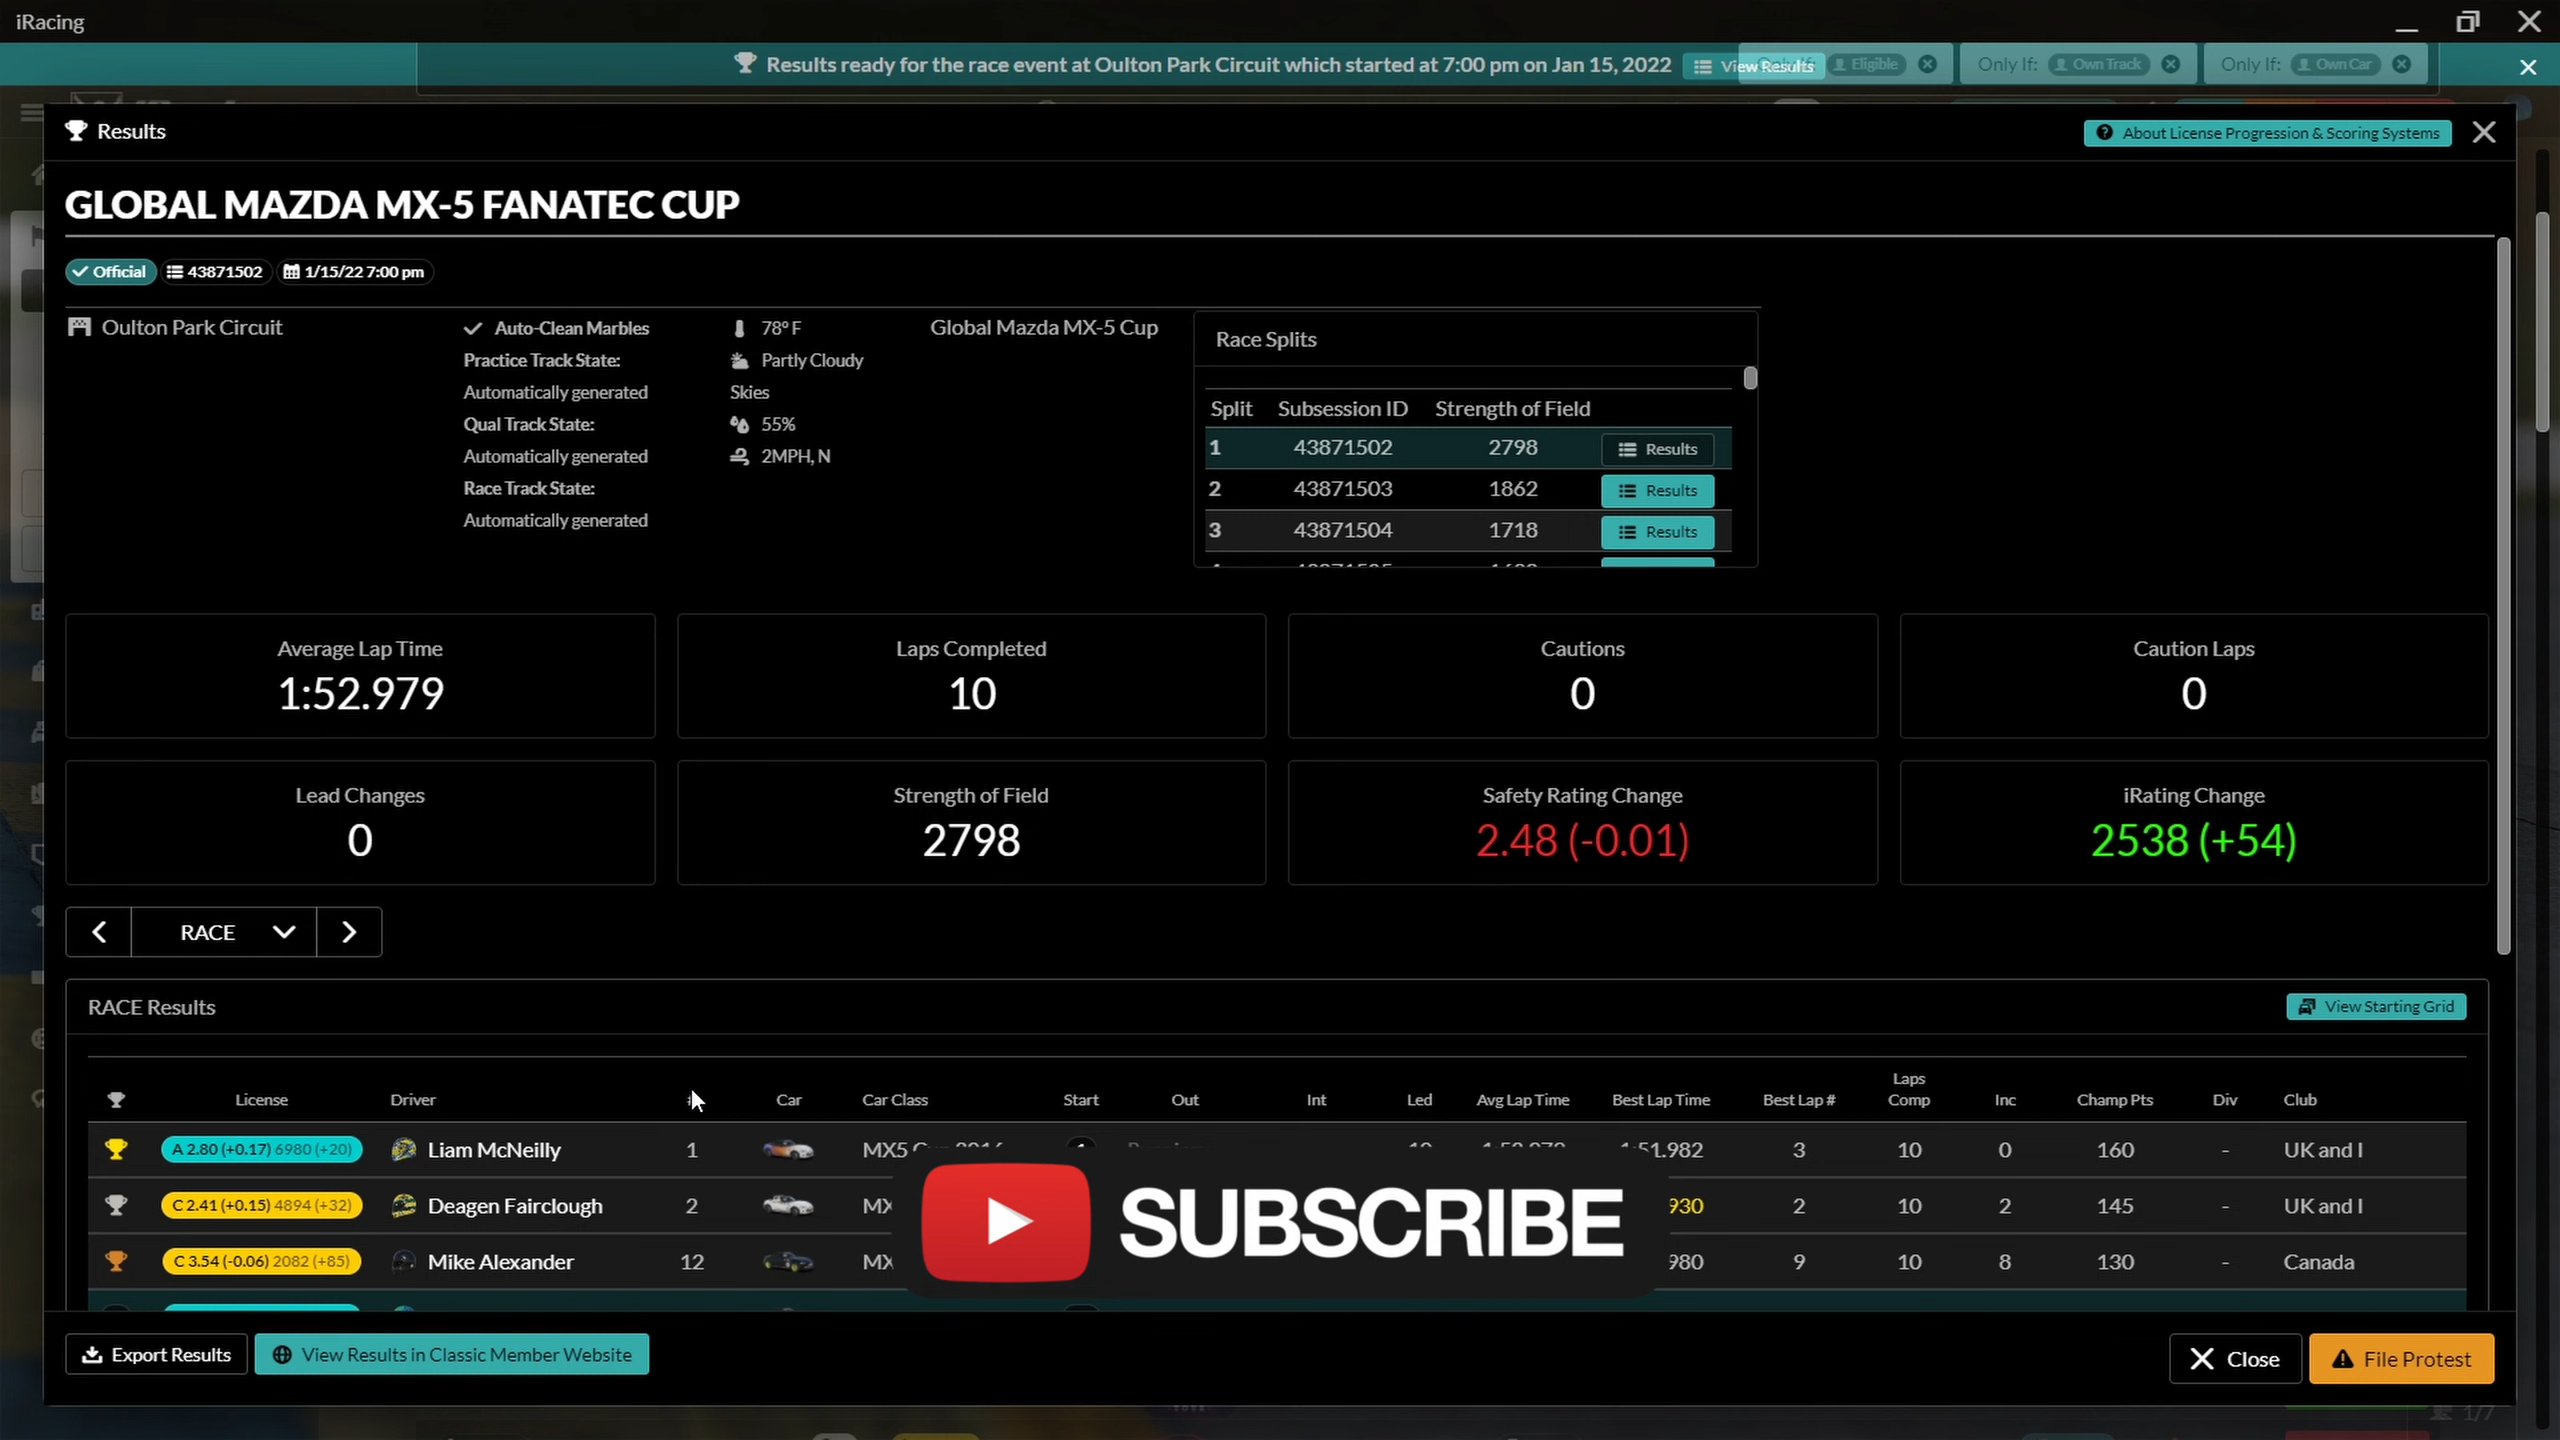 iRacing
Results ready for the race event at Oulton Park Circuit which started at 7:00 pm on Jan 15, 2022 View Results Eligible Only If: Own Track Only If: Own Car
Results About License Progression & Scoring Systems
GLOBAL MAZDA MX-5 FANATEC CUP
Official 43871502 1/15/22 7:00 pm
Oulton Park Circuit
Auto-Clean Marbles
Practice Track State:
Automatically generated
Qual Track State:
Automatically generated
Race Track State:
Automatically generated
78° F
Partly Cloudy
Skies
55%
2MPH, N
Global Mazda MX-5 Cup
Race Splits
Split Subsession ID Strength of Field
1 43871502 2798 Results
2 43871503 1862 Results
3 43871504 1718 Results
Average Lap Time
1:52.979
Laps Completed
10
Cautions
0
Caution Laps
0
Lead Changes
0
Strength of Field
2798
Safety Rating Change
2.48 (-0.01)
iRating Change
2538 (+54)
RACE
RACE Results View Starting Grid
License Driver Car Car Class Start Out Int Led Avg Lap Time Best Lap Time Best Lap # Laps Comp Inc Champ Pts Div Club
A 2.80 (+0.17) 6980 (+20) Liam McNeilly 1 MX5 3 10 0 160 - UK and I
C 2.41 (+0.15) 4894 (+32) Deagen Fairclough 2 MX 930 2 10 2 145 - UK and I
C 3.54 (-0.06) 2082 (+85) Mike Alexander 12 MX 980 9 10 8 130 - Canada
SUBSCRIBE
Export Results View Results in Classic Member Website Close File Protest
1/7